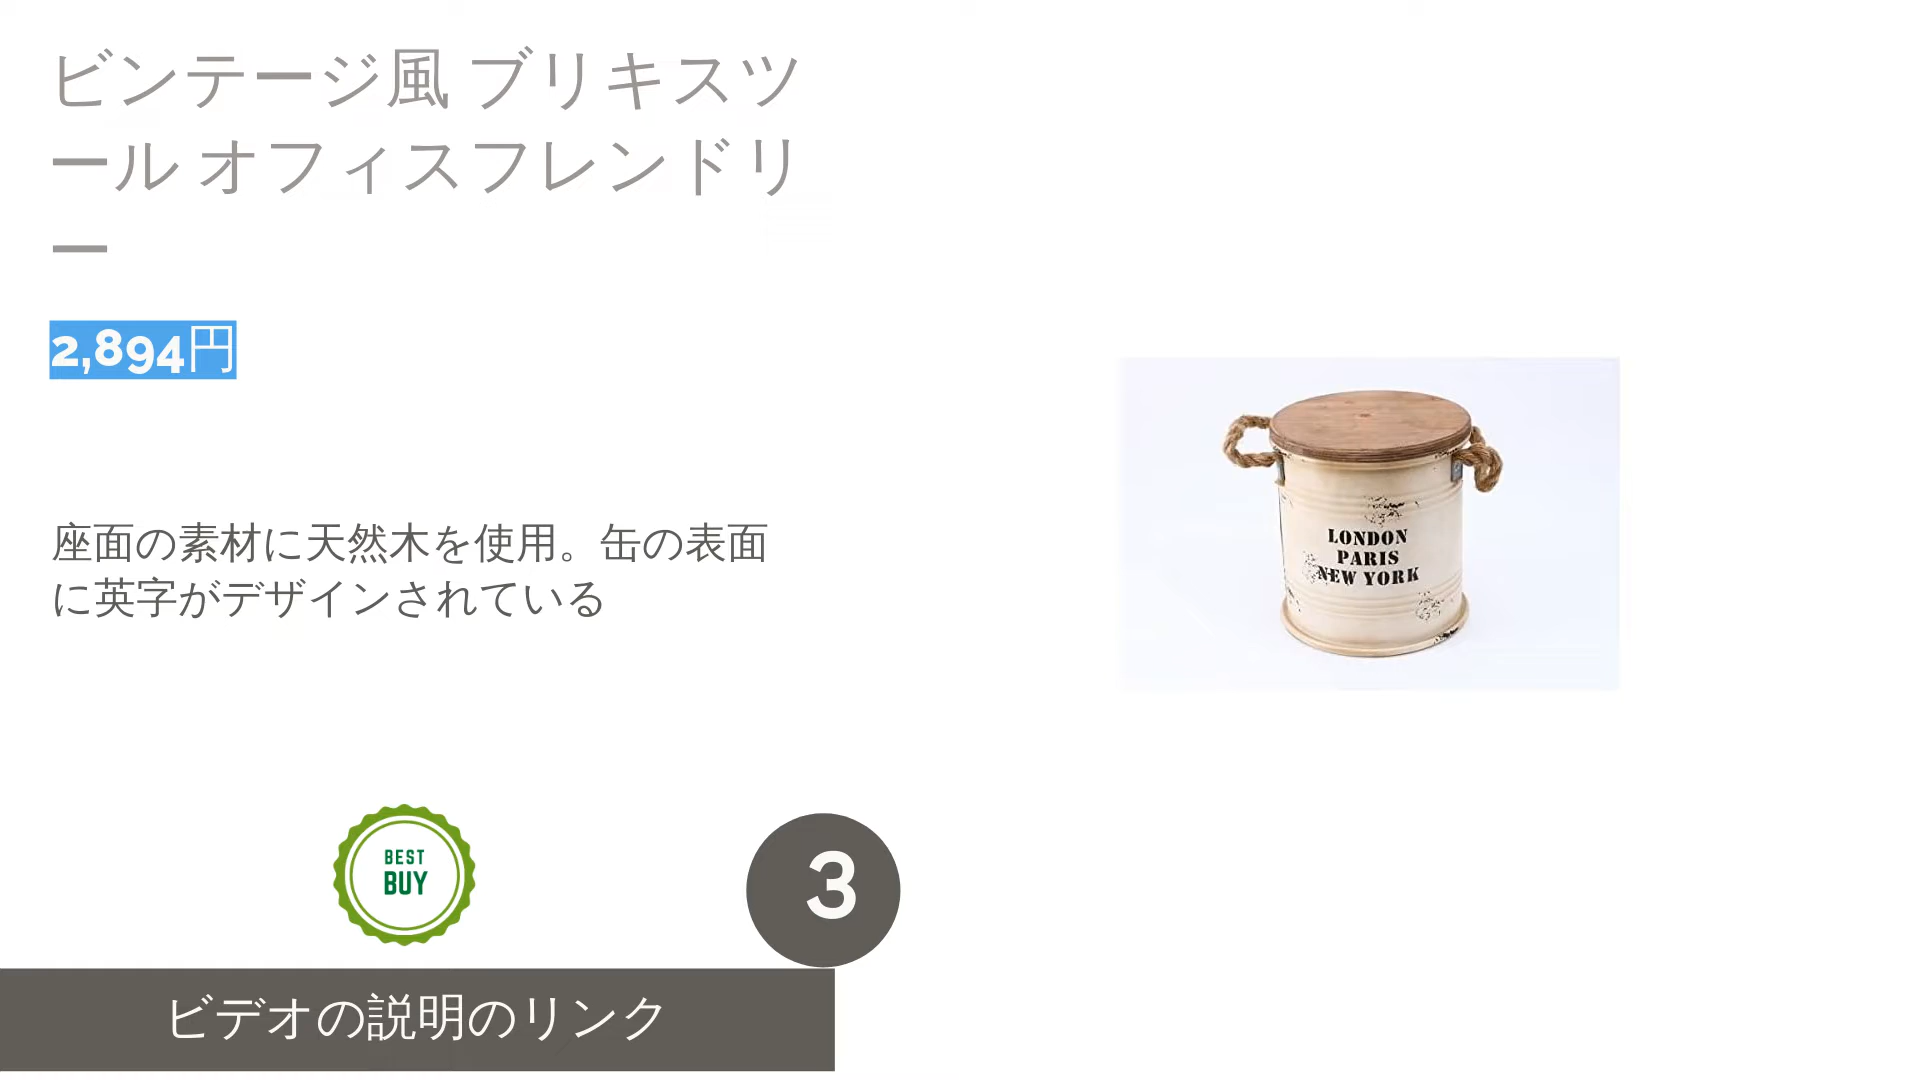 ビンテージ風 ブリキスツ
ール オフィスフレンドリ
ー
2,894円
座面の素材に天然木を使用。缶の表面
に英字がデザインされている
LONDON
PARIS
NEW YORK
BEST
BUY
3
ビデオの説明のリンク